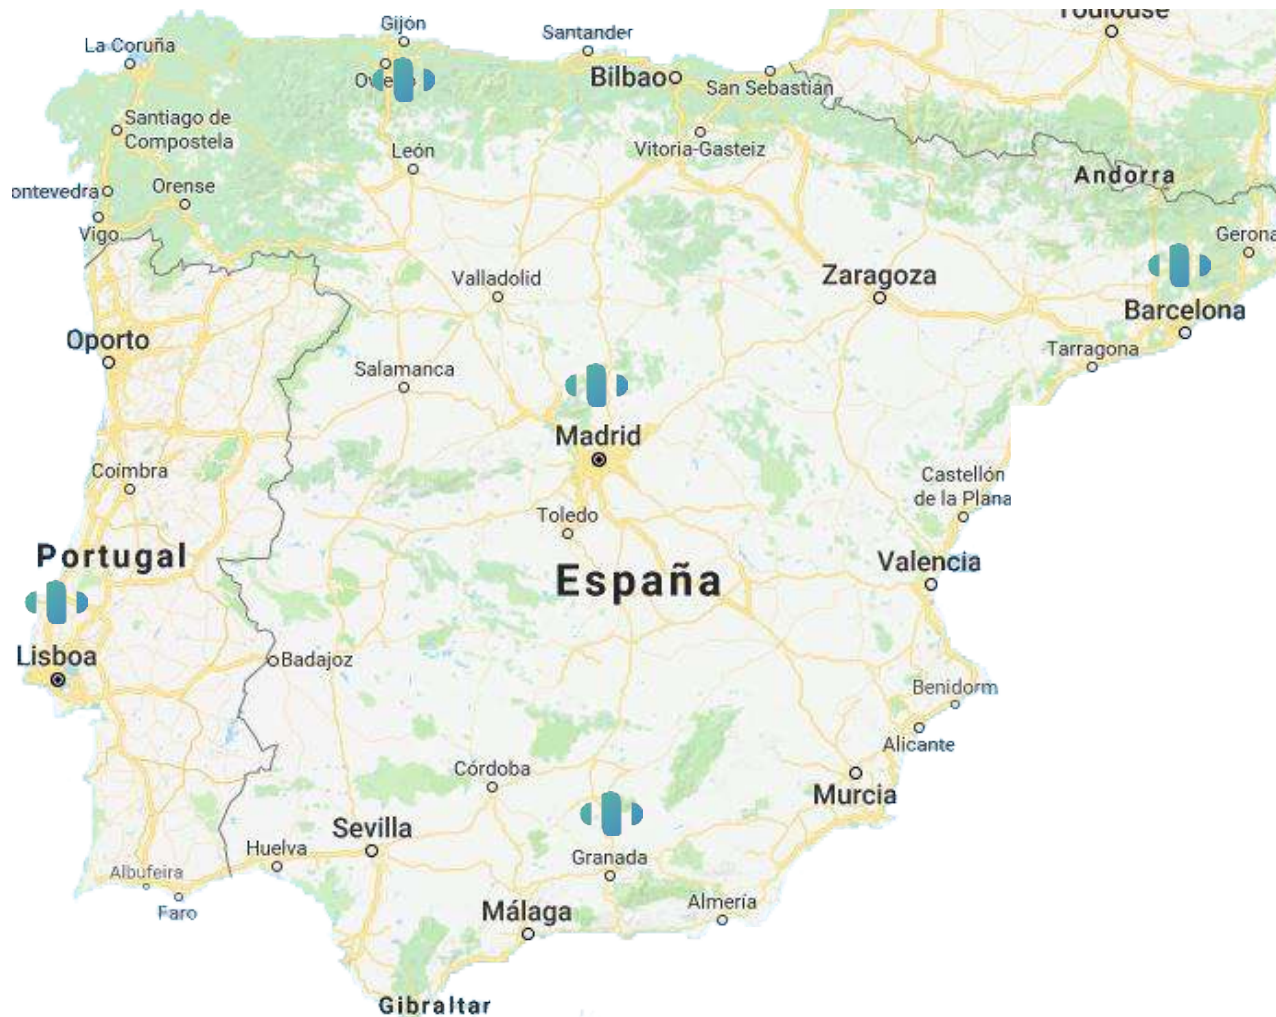 Toulouse
Gijón
Santander
La Coruña
Bilbao
San Sebastián
Santiago de
Compostela
Vitoria-Gasteiz
León
Andorra
ontevedra
Orense
Vigo
Gerona
Valladolid
Zaragoza
Barcelona
Oporto
Tarragona
Salamanca
Madrid
Coímbra
Castellón
de la Plana
Toledo
Portugal
Valencia
España
Lisboa
Badajoz
Benidorm
Alicante
Córdoba
Murcia
Sevilla
Huelva
Granada
Albufeira
Faro
Almería
Málaga
Gibraltar